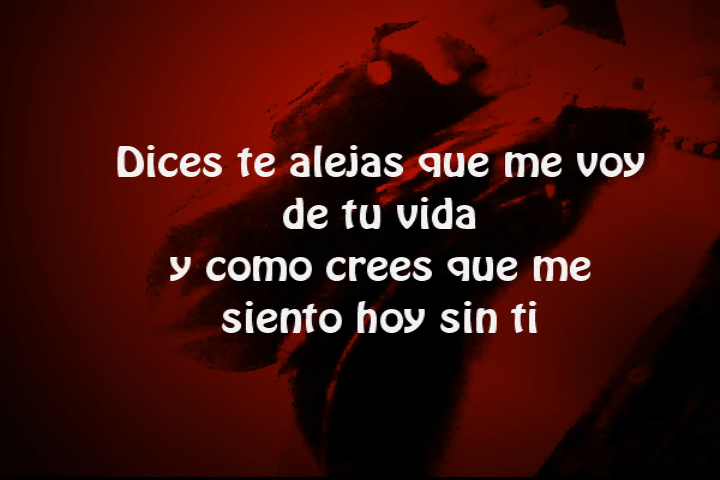 Dices te alejas que me voy
de tu vida
y como crees que me
siento hoy sin ti